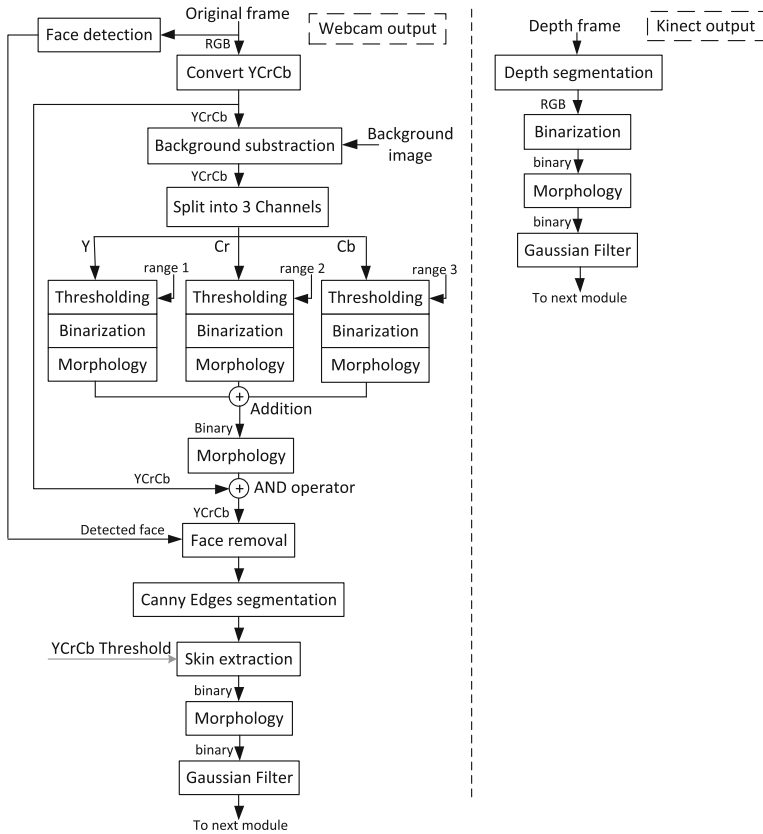 Original frame
Webcam output
Face detection
RGB
Convert YCrCb
YCrCb
Background substraction
Background
image
YCrCb
Split into 3 Channels
Y
Cr
Cb
range 1
range 2
range 3
Thresholding
Thresholding
Thresholding
Binarization
Binarization
Binarization
Morphology
Morphology
Morphology
+
Addition
Binary
Morphology
YCrCb
+
AND operator
YCrCb
Detected face
Face removal
Canny Edges segmentation
YCrCb Threshold
Skin extraction
binary
Morphology
binary
Gaussian Filter
To next module
Depth frame
Kinect output
Depth segmentation
RGB
Binarization
binary
Morphology
binary
Gaussian Filter
To next module